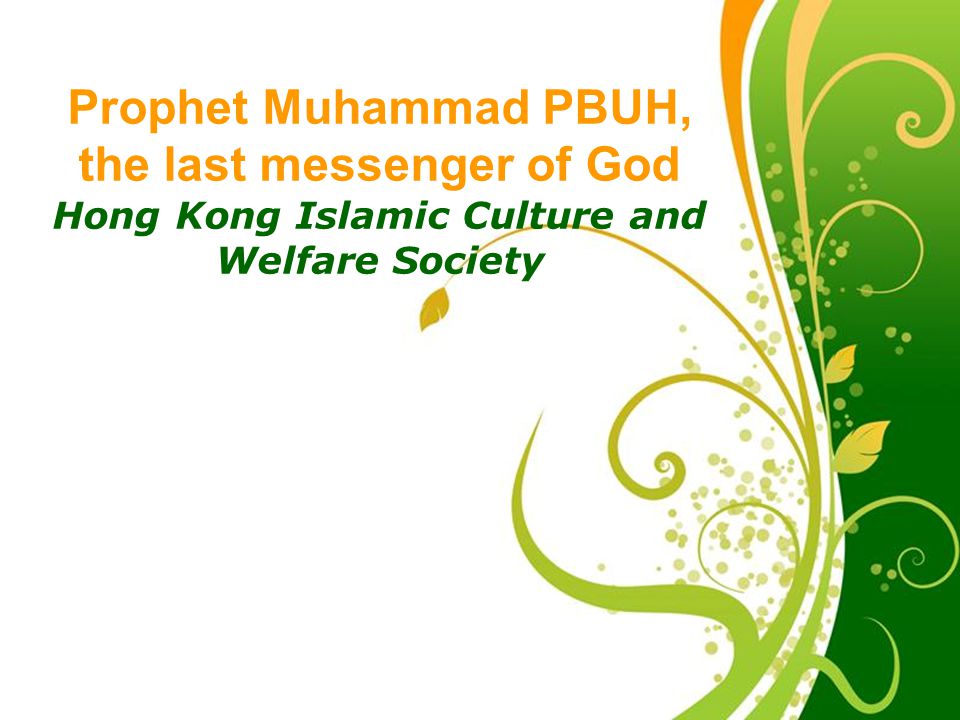 Prophet Muhammad PBUH,
the last messenger of God
Hong Kong Islamic Culture and
Welfare Society